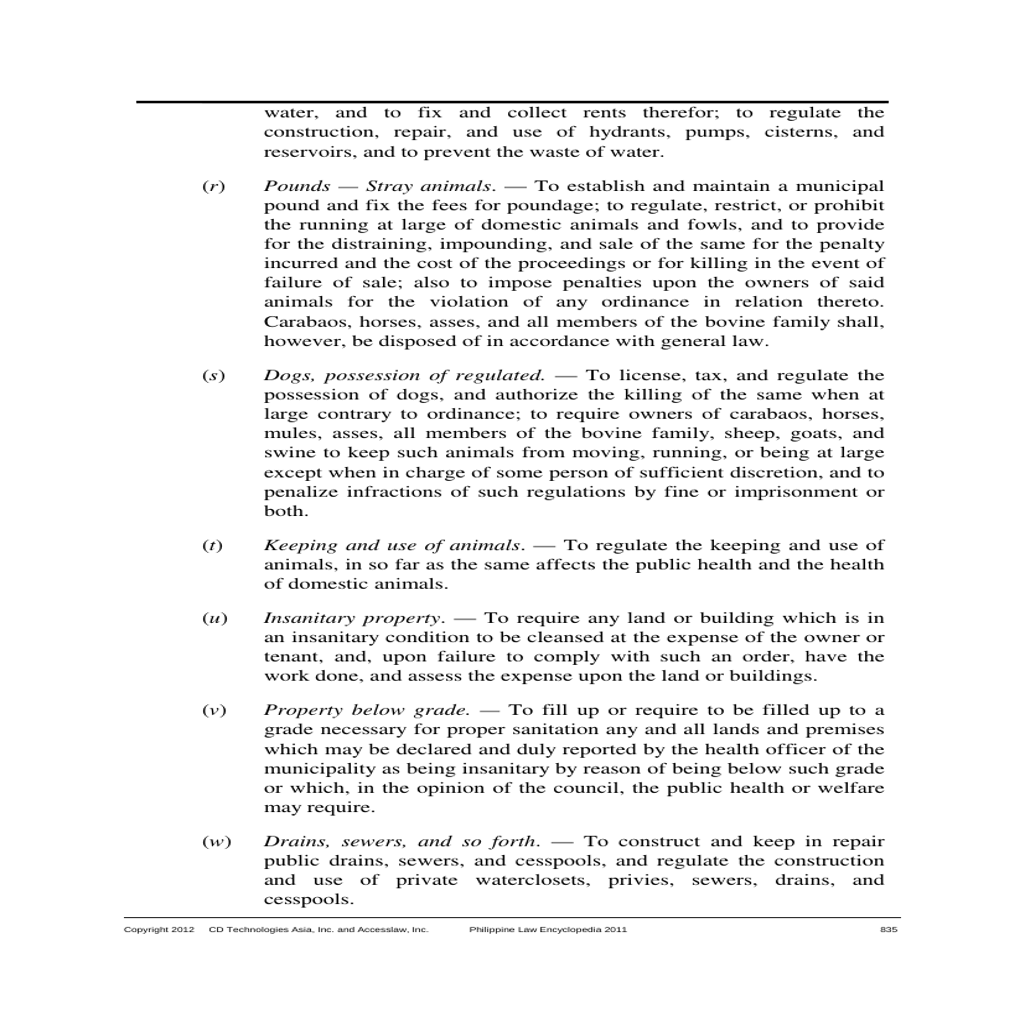 water, and to fix and collect rents therefor; to regulate the
construction, repair, and use of hydrants, pumps, cisterns, and
reservoirs, and to prevent the waste of water.
(r) Pounds — Stray animals. — To establish and maintain a municipal
pound and fix the fees for poundage; to regulate, restrict, or prohibit
the running at large of domestic animals and fowls, and to provide
for the distraining, impounding, and sale of the same for the penalty
incurred and the cost of the proceedings or for killing in the event of
failure of sale; also to impose penalties upon the owners of said
animals for the violation of any ordinance in relation thereto.
Carabaos, horses, asses, and all members of the bovine family shall,
however, be disposed of in accordance with general law.
(s) Dogs, possession of regulated. — To license, tax, and regulate the
possession of dogs, and authorize the killing of the same when at
large contrary to ordinance; to require owners of carabaos, horses,
mules, asses, all members of the bovine family, sheep, goats, and
swine to keep such animals from moving, running, or being at large
except when in charge of some person of sufficient discretion, and to
penalize infractions of such regulations by fine or imprisonment or
both.
(t) Keeping and use of animals. — To regulate the keeping and use of
animals, in so far as the same affects the public health and the health
of domestic animals.
(u) Insanitary property. — To require any land or building which is in
an insanitary condition to be cleansed at the expense of the owner or
tenant, and, upon failure to comply with such an order, have the
work done, and assess the expense upon the land or buildings.
(v) Property below grade. — To fill up or require to be filled up to a
grade necessary for proper sanitation any and all lands and premises
which may be declared and duly reported by the health officer of the
municipality as being insanitary by reason of being below such grade
or which, in the opinion of the council, the public health or welfare
may require.
(w) Drains, sewers, and so forth. — To construct and keep in repair
public drains, sewers, and cesspools, and regulate the construction
and use of private waterclosets, privies, sewers, drains, and
cesspools.
Copyright 2012 CD Technologies Asia, Inc. and Accesslaw, Inc. Philippine Law Encyclopedia 2011 835